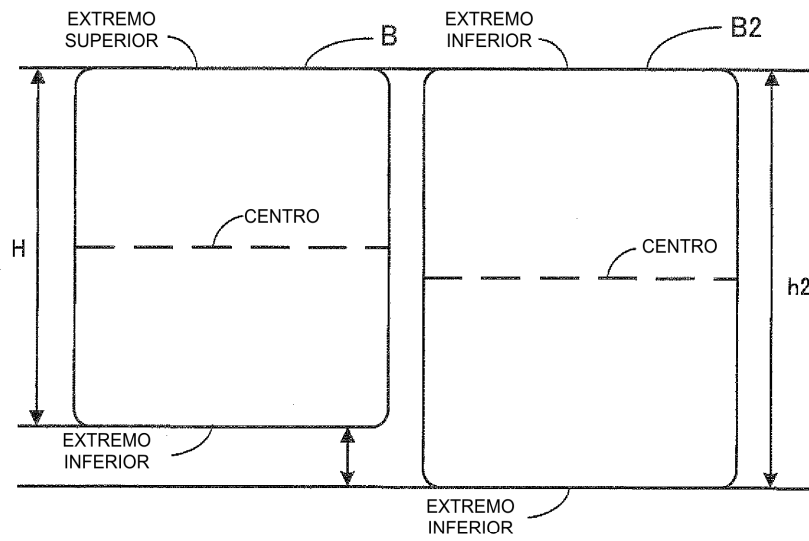 EXTREMO
SUPERIOR
B
EXTREMO
INFERIOR
B2
CENTRO
H
CENTRO
h2
EXTREMO
INFERIOR
EXTREMO
INFERIOR